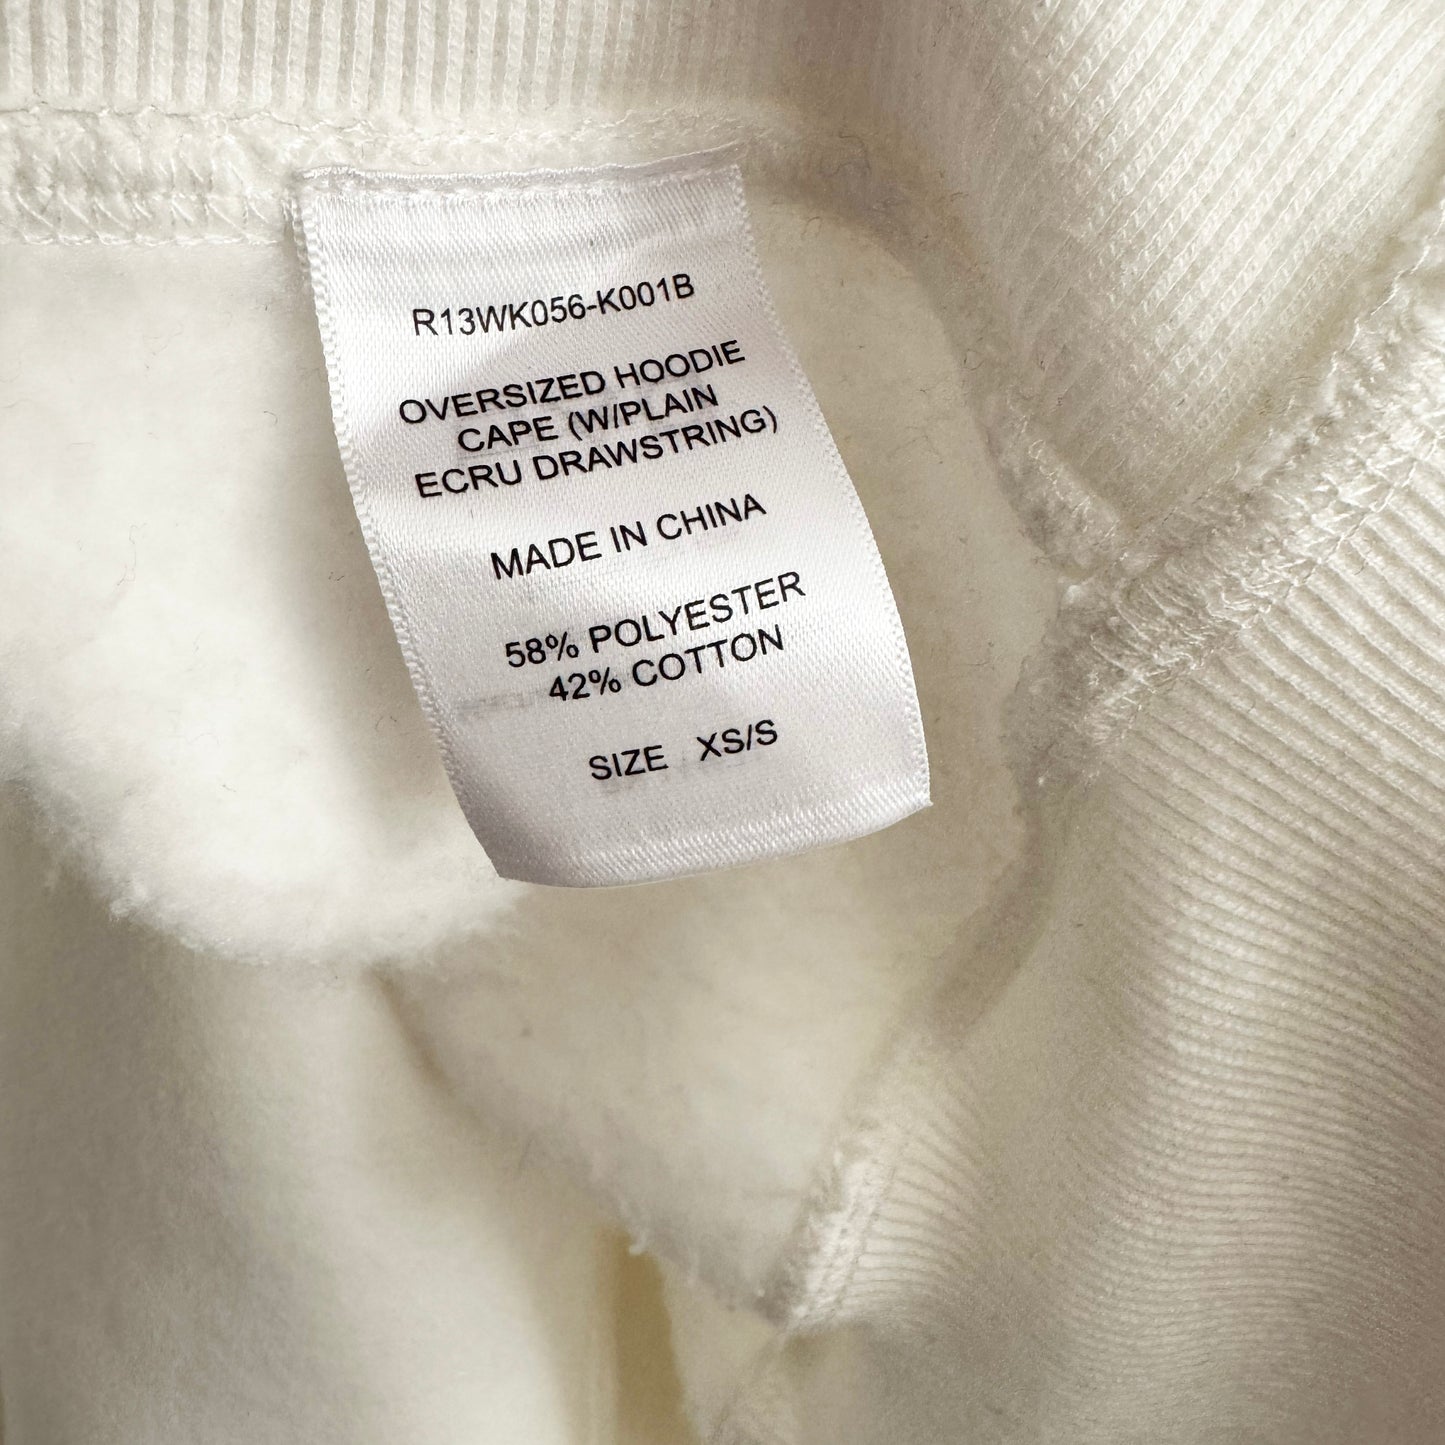 R13WK056-K001B
OVERSIZED HOODIE
CAPE (W/PLAIN
ECRU DRAWSTRING)
MADE IN CHINA
58% POLYESTER
42% COTTON
SIZE XS/S